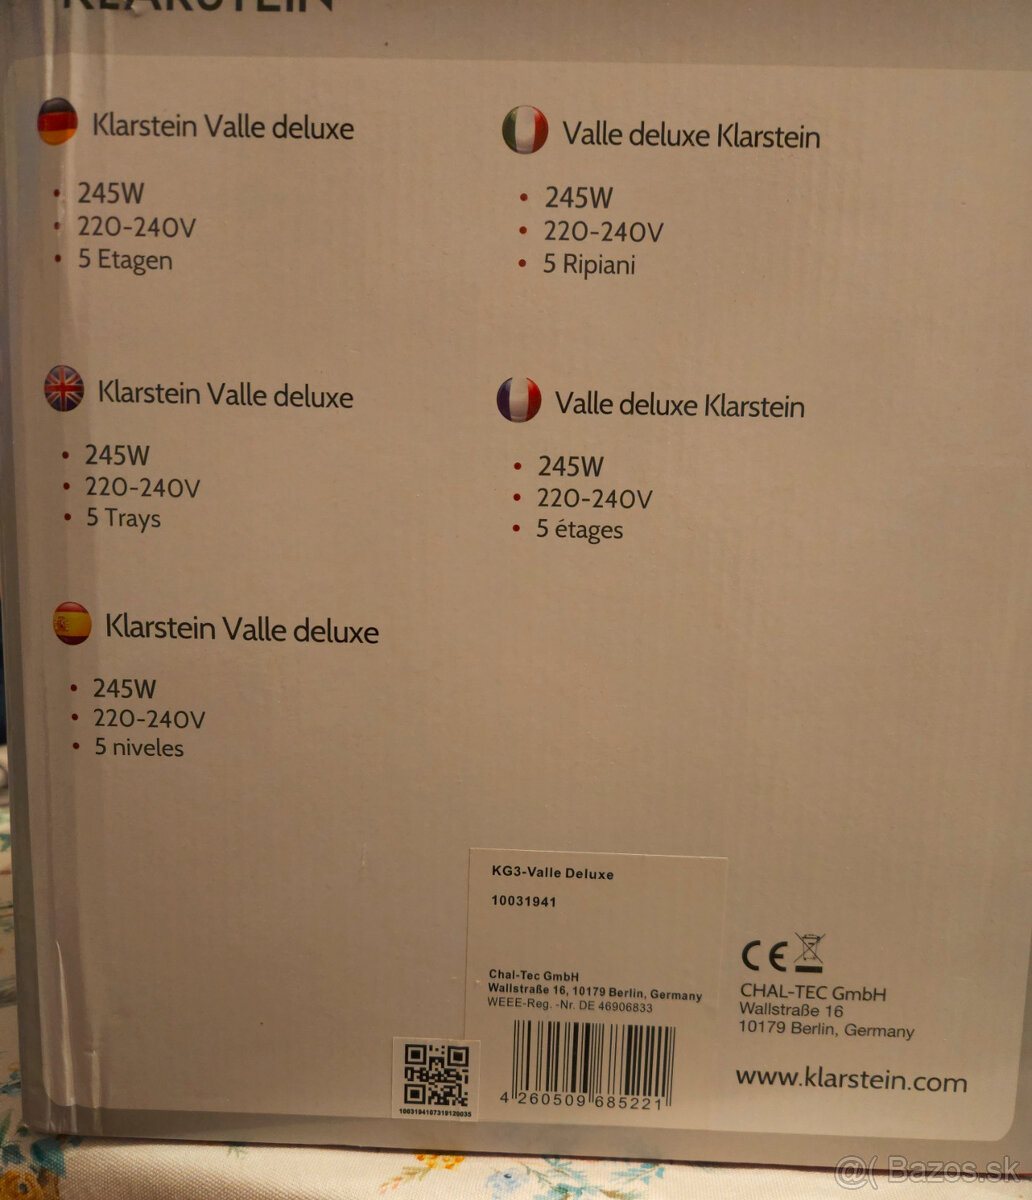 KLARSTEIN
Klarstein Valle deluxe
• 245W
• 220-240V
• 5 Etagen
Valle deluxe Klarstein
• 245W
• 220-240V
• 5 Ripiani
Klarstein Valle deluxe
• 245W
• 220-240V
• 5 Trays
Valle deluxe Klarstein
• 245W
• 220-240V
• 5 étages
Klarstein Valle deluxe
• 245W
• 220-240V
• 5 niveles
KG3-Valle Deluxe
10031941
Chal-Tec GmbH
Wallstraße 16, 10179 Berlin, Germany
WEEE-Reg. -Nr. DE 46906833
4 260509 685221
CE
CHAL-TEC GmbH
Wallstraße 16
10179 Berlin, Germany
www.klarstein.com
@( Bazos.sk